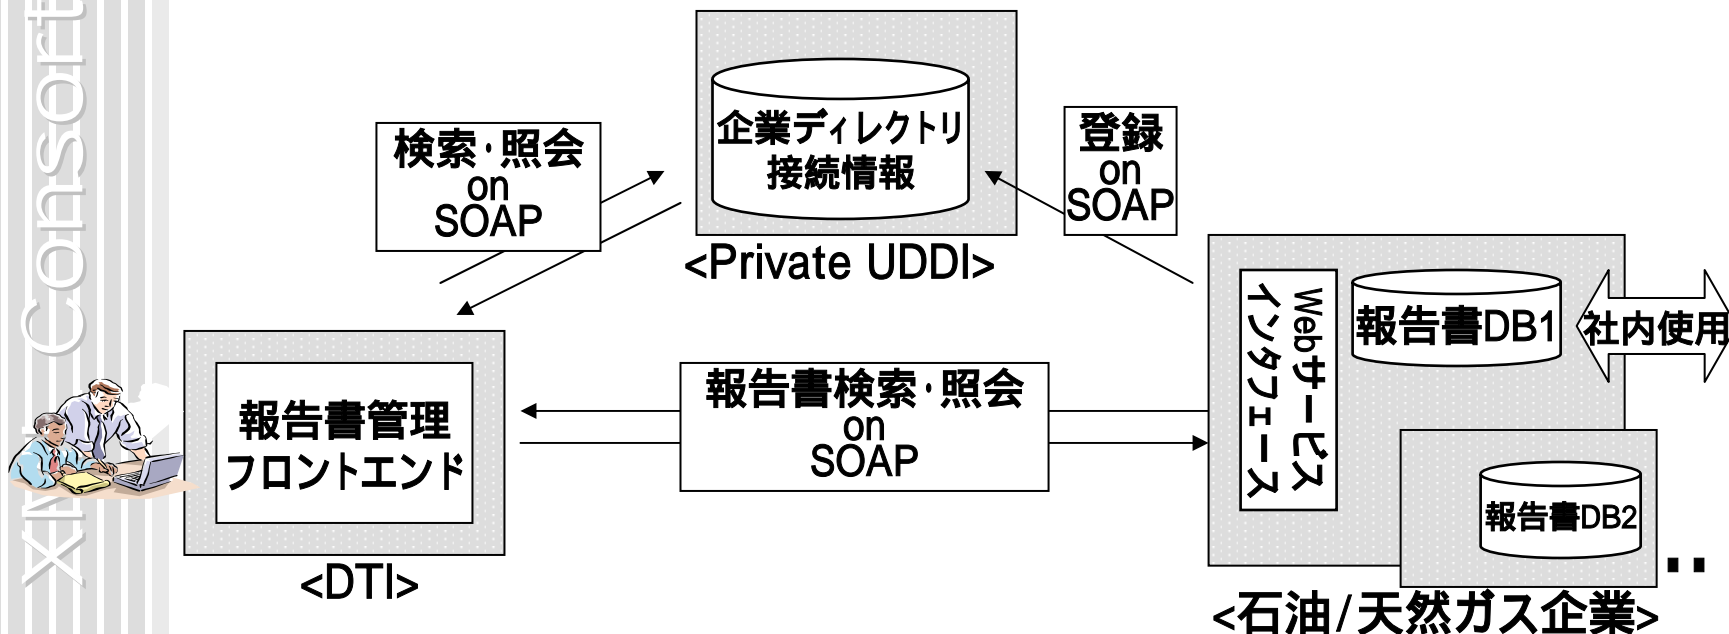 企業ディレクトリ
接続情報
<Private UDDI>
検索・照会
on
SOAP
登録
on
SOAP
報告書管理
フロントエンド
<DTI>
報告書検索・照会
on
SOAP
Webサービス
インタフェース
報告書DB1
社内使用
報告書DB2
..
<石油/天然ガス企業>